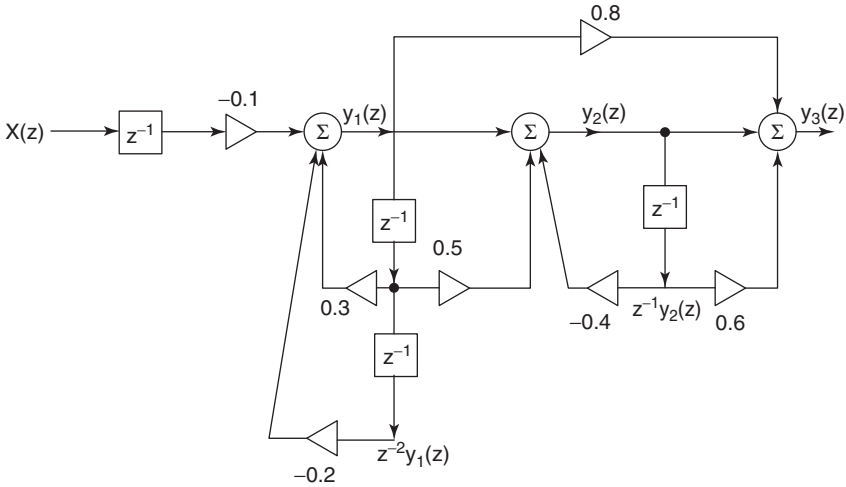 0.8
−0.1
X(z)
z⁻¹
Σ
y₁(z)
Σ
y₂(z)
Σ
y₃(z)
z⁻¹
z⁻¹
0.5
0.3
−0.4
z⁻¹y₂(z)
0.6
z⁻¹
−0.2
z⁻²y₁(z)